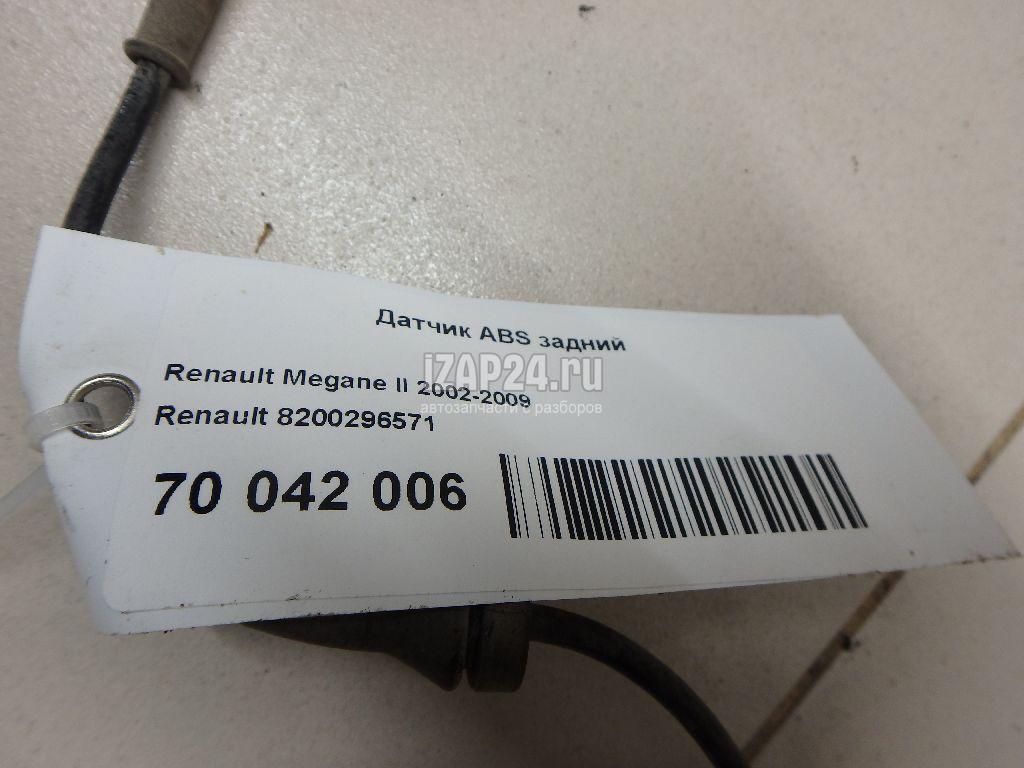 Датчик ABS задний
iZAP24.ru
Renault Megane II 2002-2009
автозапчасти с разборов
Renault 8200296571
70 042 006